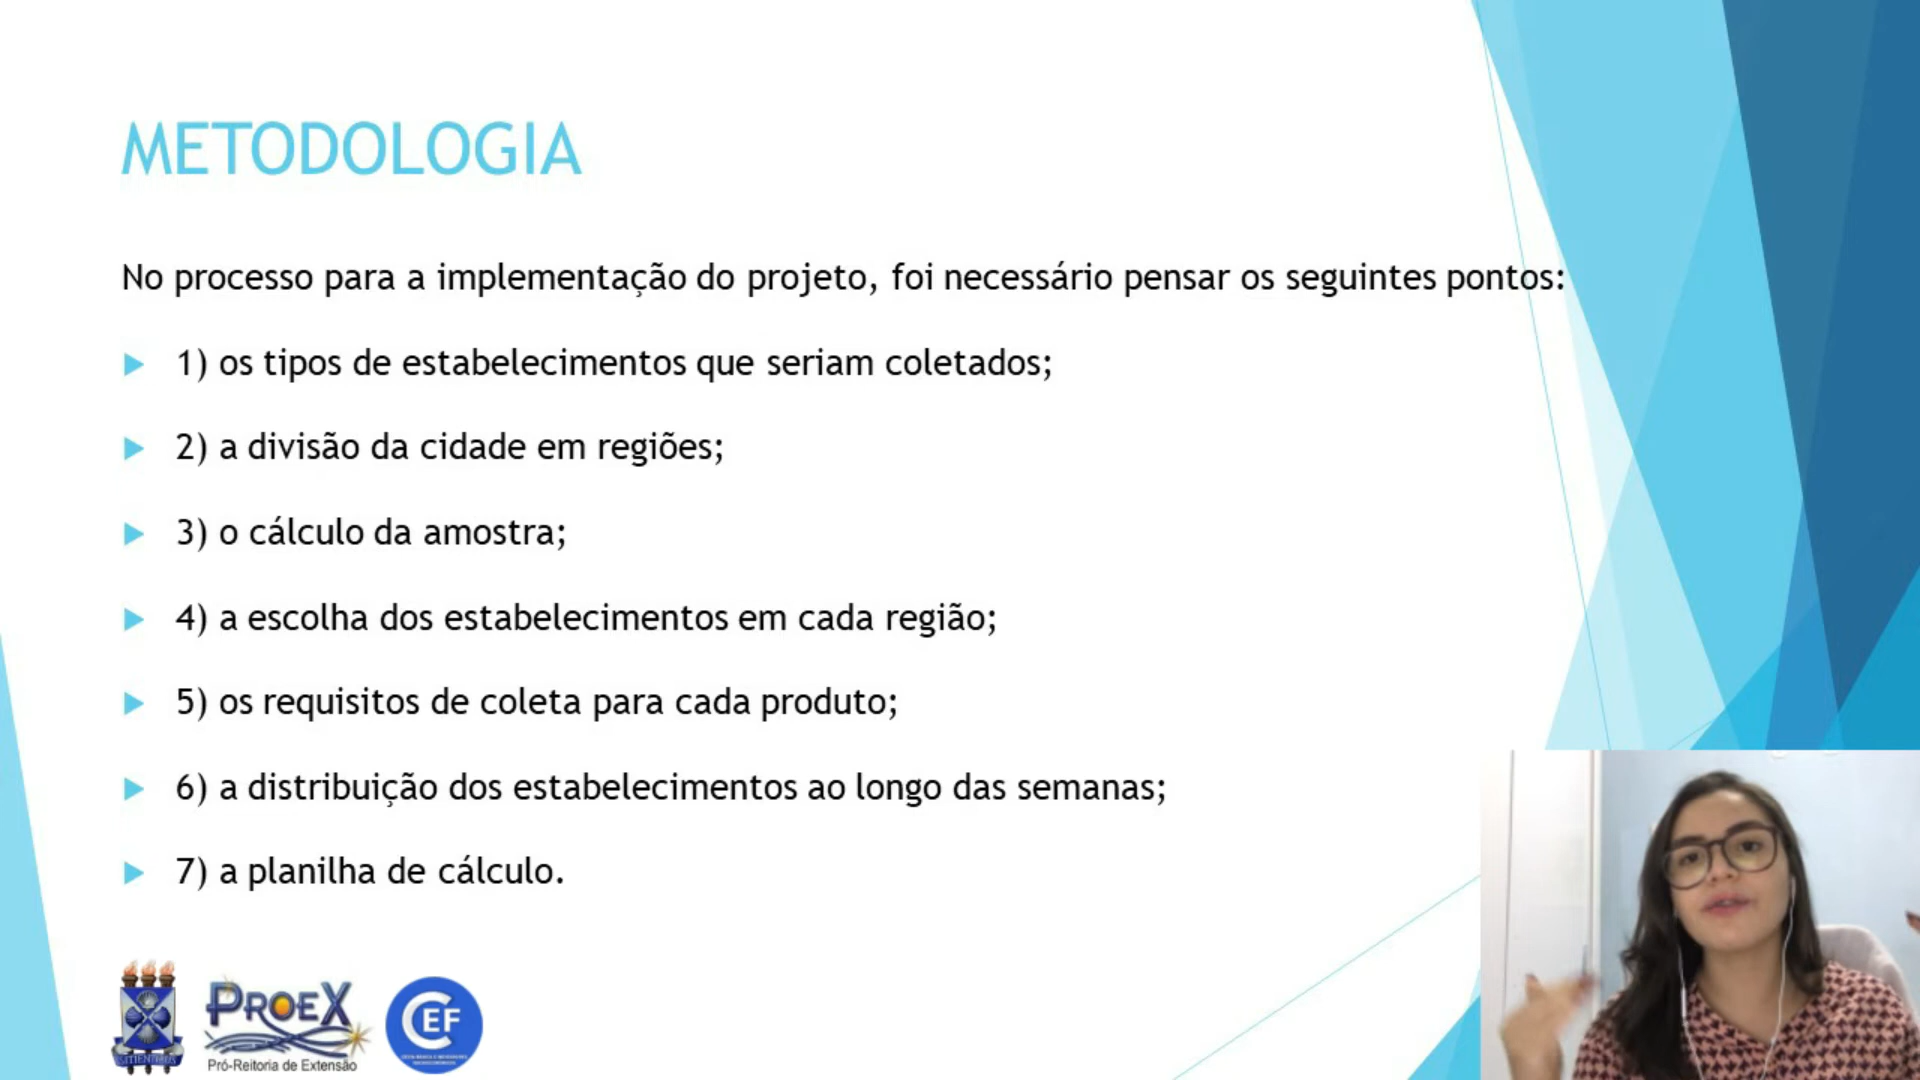 METODOLOGIA
No processo para a implementação do projeto, foi necessário pensar os seguintes pontos:
1) os tipos de estabelecimentos que seriam coletados;
2) a divisão da cidade em regiões;
3) o cálculo da amostra;
4) a escolha dos estabelecimentos em cada região;
5) os requisitos de coleta para cada produto;
6) a distribuição dos estabelecimentos ao longo das semanas;
7) a planilha de cálculo.
PROEX
Pró-Reitoria de Extensão
CEF